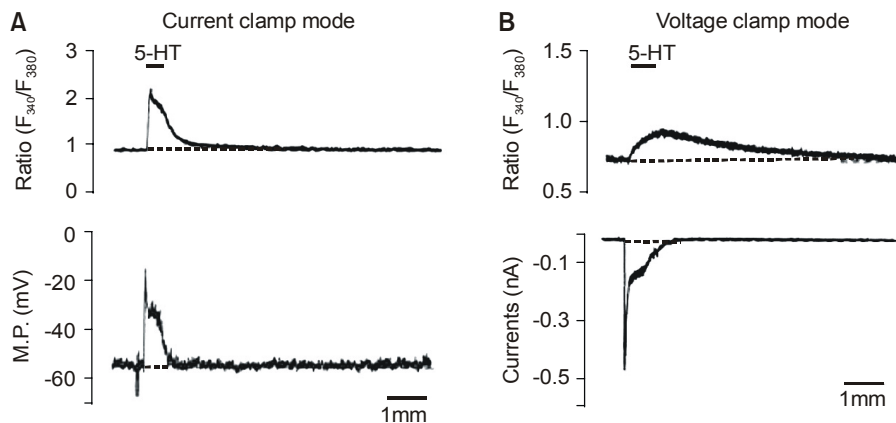 A Current clamp mode
5-HT
Ratio (F340/F380)
3
2
1
0
M.P. (mV)
0
-20
-40
-60
1mm
B Voltage clamp mode
5-HT
Ratio (F340/F380)
1.5
1.0
0.5
Currents (nA)
-0.1
-0.3
-0.5
1mm